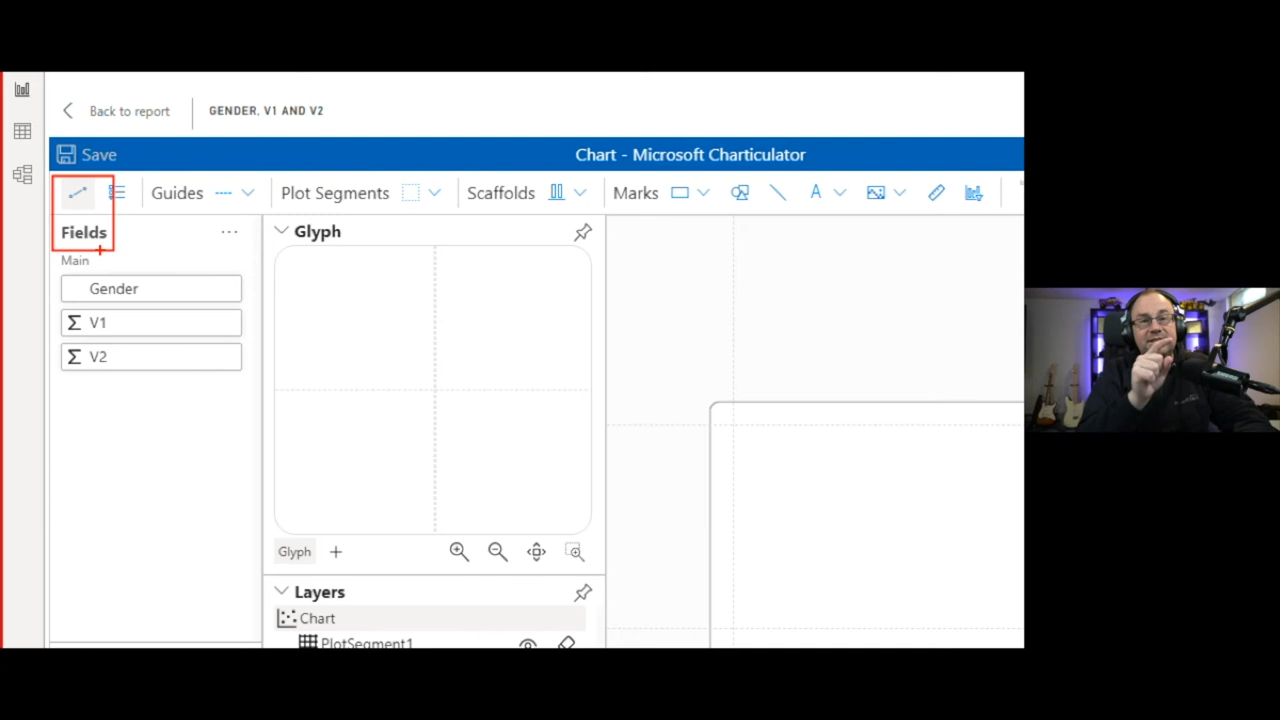 Back to report
GENDER, V1 AND V2
Save
Chart - Microsoft Charticulator
Guides
Plot Segments
Scaffolds
Marks
Fields
Main
Gender
V1
V2
Glyph
Glyph
Layers
Chart
PlotSegment1